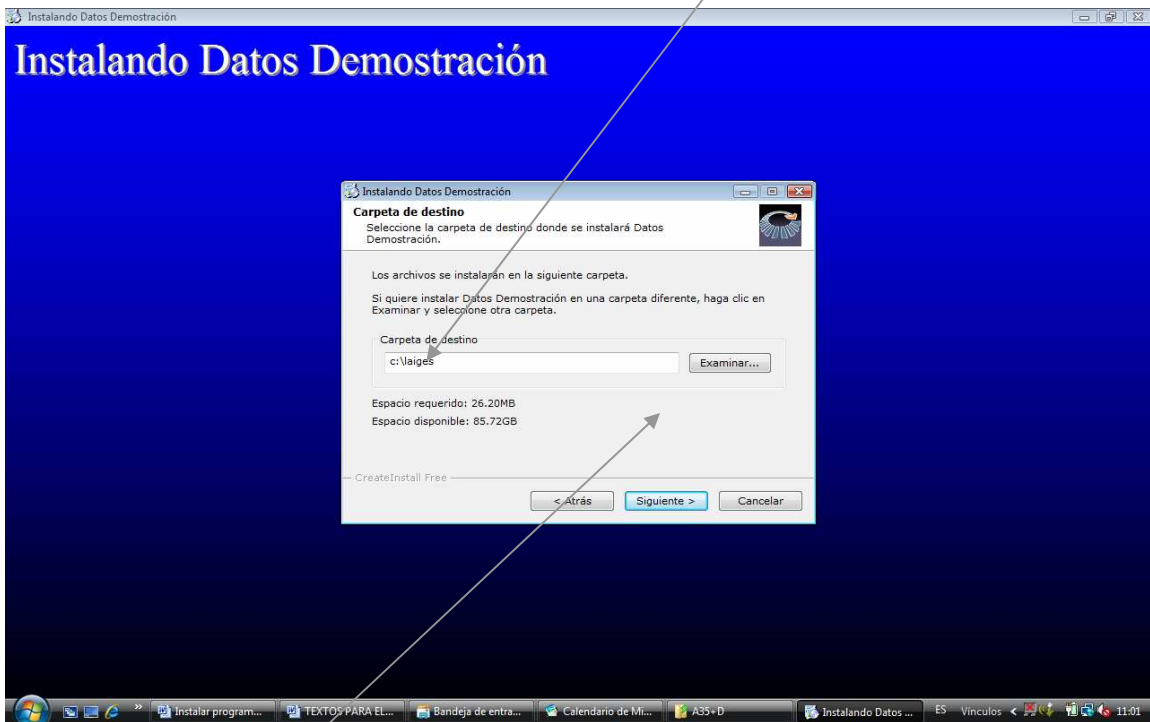 Instalando Datos Demostración
Instalando Datos Demostración
Instalando Datos Demostración
Carpeta de destino
Seleccione la carpeta de destino donde se instalará Datos
Demostración.
Los archivos se instalarán en la siguiente carpeta.
Si quiere instalar Datos Demostración en una carpeta diferente, haga clic en
Examinar y seleccione otra carpeta.
Carpeta de destino
c:\laiges
Examinar...
Espacio requerido: 26.20MB
Espacio disponible: 85.72GB
CreateInstall Free
< Atrás Siguiente > Cancelar
Instalar program... TEXTOS PARA EL... Bandeja de entra... Calendario de Mi... A35+D Instalando Datos ... ES Vínculos 11:01